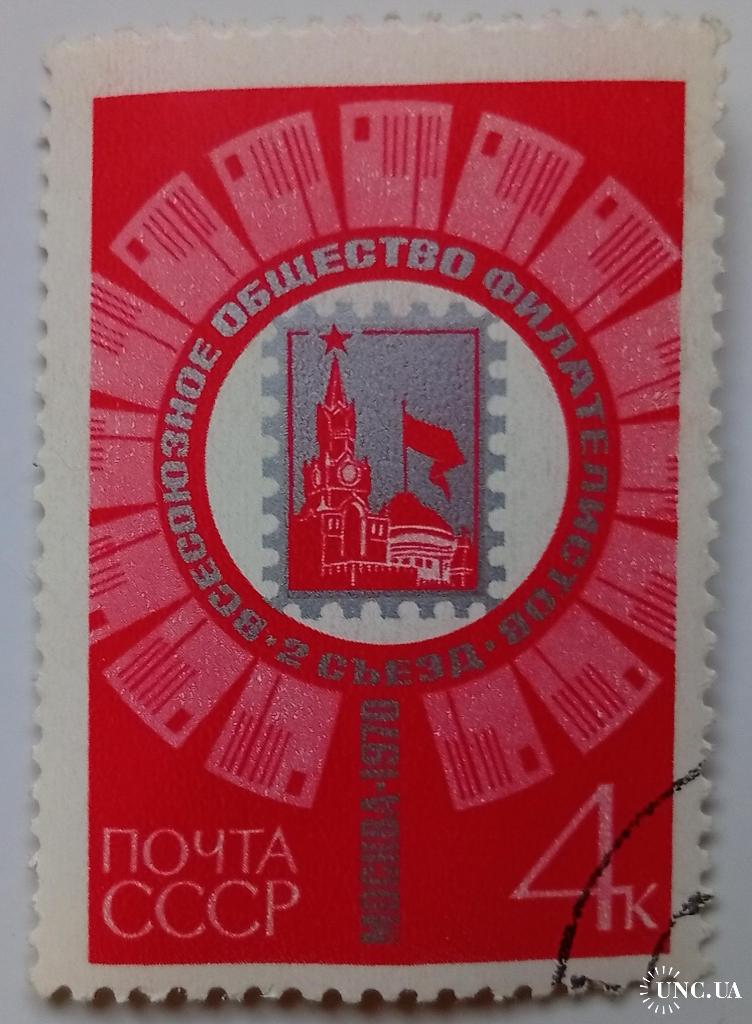 ВСЕСОЮЗНОЕ ОБЩЕСТВО ФИЛАТЕЛИСТОВ · 2 СЪЕЗД ·
МОСКВА · 1970
ПОЧТА
СССР
4к
UNC.UA